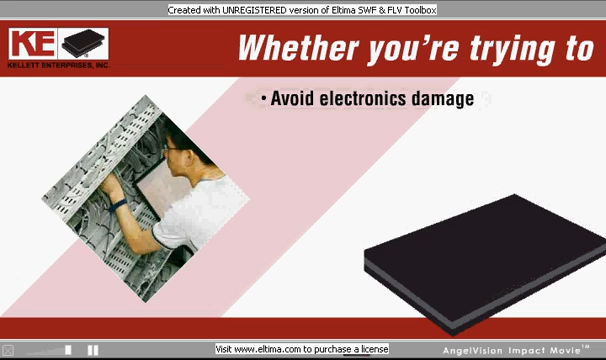 Created with UNREGISTERED version of Eltima SWF & FLV Toolbox
KE
KELLETT ENTERPRISES, INC.
Whether you're trying to
• Avoid electronics damage
Visit www.eltima.com to purchase a license
AngelVision Impact Movie™